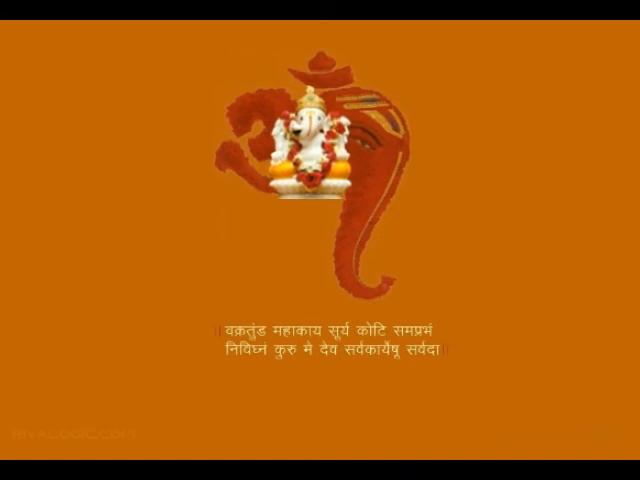 ॥ वक्रतुंड महाकाय सूर्य कोटि समप्रभं
निविघ्नं कुरु मे देव सर्वकार्येषू सर्वदा ॥